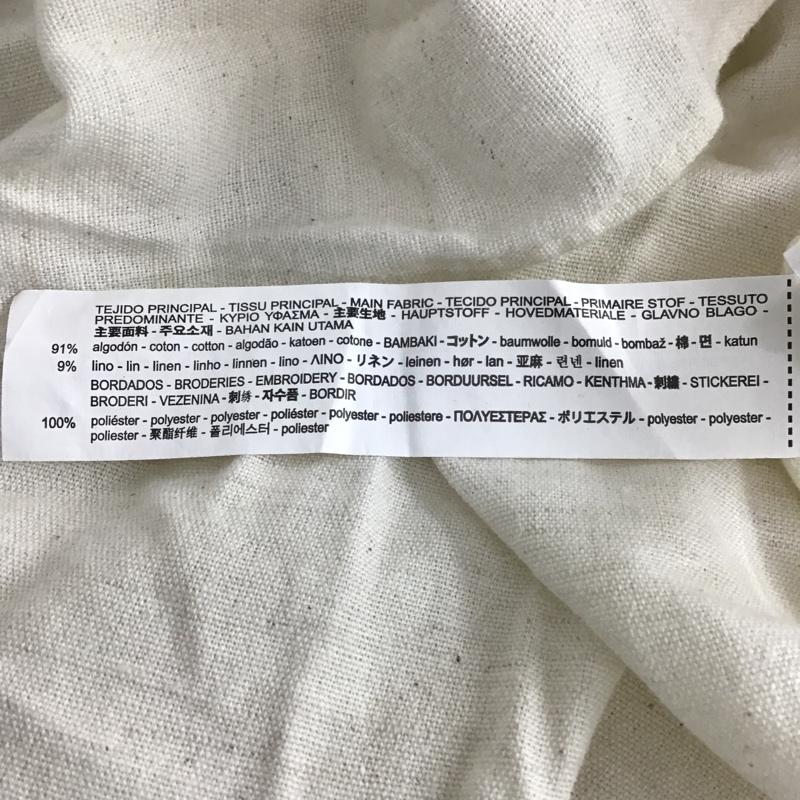 TEJIDO PRINCIPAL - TISSU PRINCIPAL - MAIN FABRIC - TECIDO PRINCIPAL - PRIMAIRE STOF - TESSUTO
PREDOMINANTE - ΚΥΡΙΟ ΥΦΑΣΜΑ - 主要生地 - HAUPTSTOFF - HOVEDMATERIALE - GLAVNO BLAGO -
主要面料 - 주요소재 - BAHAN KAIN UTAMA
91% algodón - coton - cotton - algodão - katoen - cotone - BAMBAKI - コットン - baumwolle - bomuld - bombaž - 棉 - 면 - katun
9% lino - lin - linen - linho - linnen - lino - ΛΙΝΟ - リネン - leinen - hør - lan - 亚麻 - 린넨 - linen
BORDADOS - BRODERIES - EMBROIDERY - BORDADOS - BORDUURSEL - RICAMO - KENTHMA - 刺繍 - STICKEREI -
BRODERI - VEZENINA - 刺绣 - 자수품 - BORDIR
100% poliéster - polyester - polyester - poliéster - polyester - poliestere - ΠΟΛΥΕΣΤΕΡΑΣ - ポリエステル - polyester - polyester -
poliester - 聚酯纤维 - 폴리에스터 - poliester